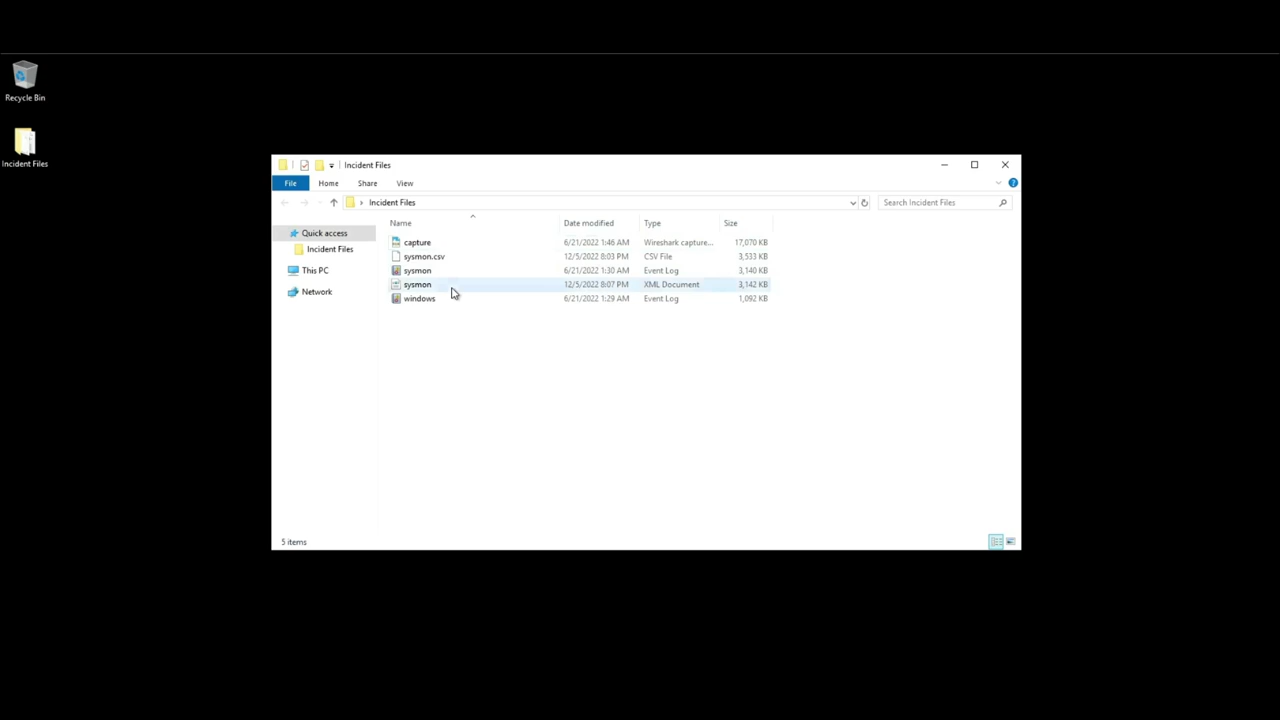 Recycle Bin
Incident Files
Incident Files
File Home Share View
Incident Files
Search Incident Files
Name Date modified Type Size
Quick access
Incident Files
This PC
Network
capture 6/21/2022 1:46 AM Wireshark capture... 17,070 KB
sysmon.csv 12/5/2022 8:03 PM CSV File 3,533 KB
sysmon 6/21/2022 1:30 AM Event Log 3,140 KB
sysmon 12/5/2022 8:07 PM XML Document 3,142 KB
windows 6/21/2022 1:29 AM Event Log 1,092 KB
5 items